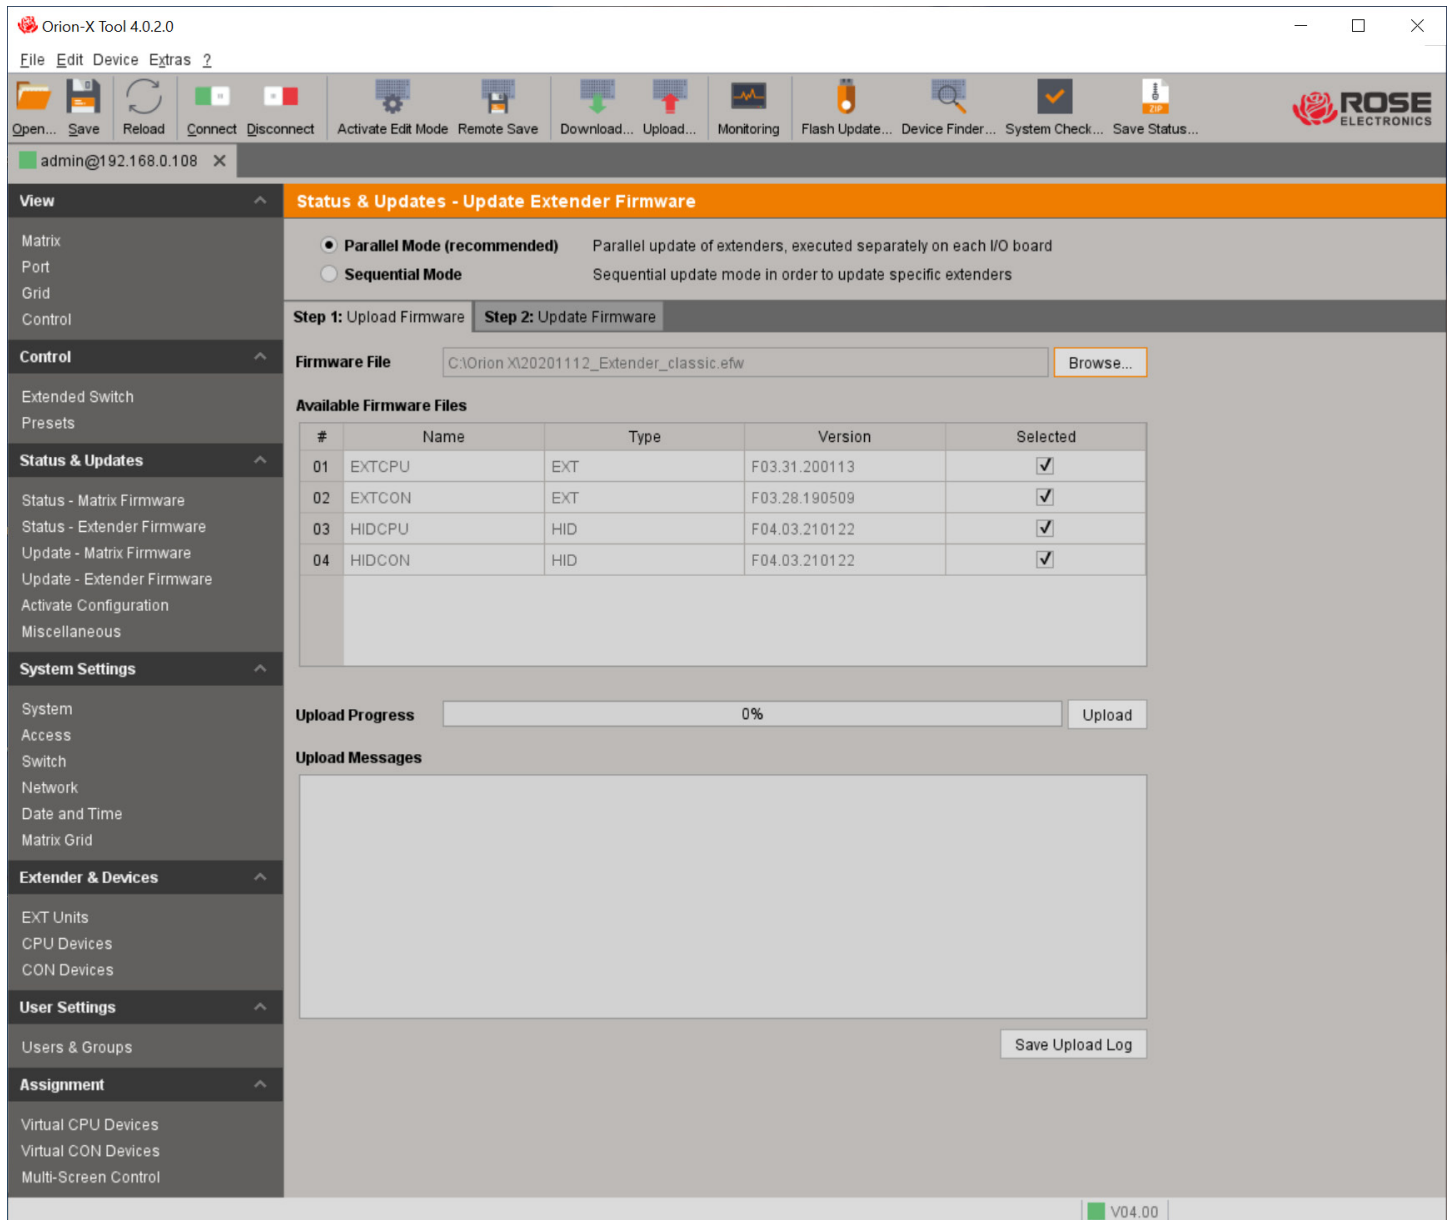 Orion-X Tool 4.0.2.0
File Edit Device Extras ?
Open... Save Reload Connect Disconnect Activate Edit Mode Remote Save Download... Upload... Monitoring Flash Update... Device Finder... System Check... ZIP Save Status... ROSE
ELECTRONICS
admin@192.168.0.108
View
Matrix
Port
Grid
Control
Control
Extended Switch
Presets
Status & Updates
Status - Matrix Firmware
Status - Extender Firmware
Update - Matrix Firmware
Update - Extender Firmware
Activate Configuration
Miscellaneous
System Settings
System
Access
Switch
Network
Date and Time
Matrix Grid
Extender & Devices
EXT Units
CPU Devices
CON Devices
User Settings
Users & Groups
Assignment
Virtual CPU Devices
Virtual CON Devices
Multi-Screen Control
Status & Updates - Update Extender Firmware
Parallel Mode (recommended) Parallel update of extenders, executed separately on each I/O board
Sequential Mode Sequential update mode in order to update specific extenders
Step 1: Upload Firmware Step 2: Update Firmware
Firmware File C:\Orion X\20201112_Extender_classic.efw Browse...
Available Firmware Files
# Name Type Version Selected
01 EXTCPU EXT F03.31.200113
02 EXTCON EXT F03.28.190509
03 HIDCPU HID F04.03.210122
04 HIDCON HID F04.03.210122
Upload Progress 0% Upload
Upload Messages
Save Upload Log
V04.00